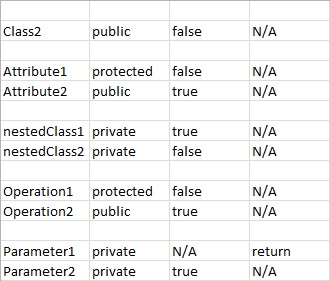 Class2 public false N/A
Attribute1 protected false N/A
Attribute2 public true N/A
nestedClass1 private true N/A
nestedClass2 private false N/A
Operation1 protected false N/A
Operation2 public true N/A
Parameter1 private N/A return
Parameter2 private true N/A